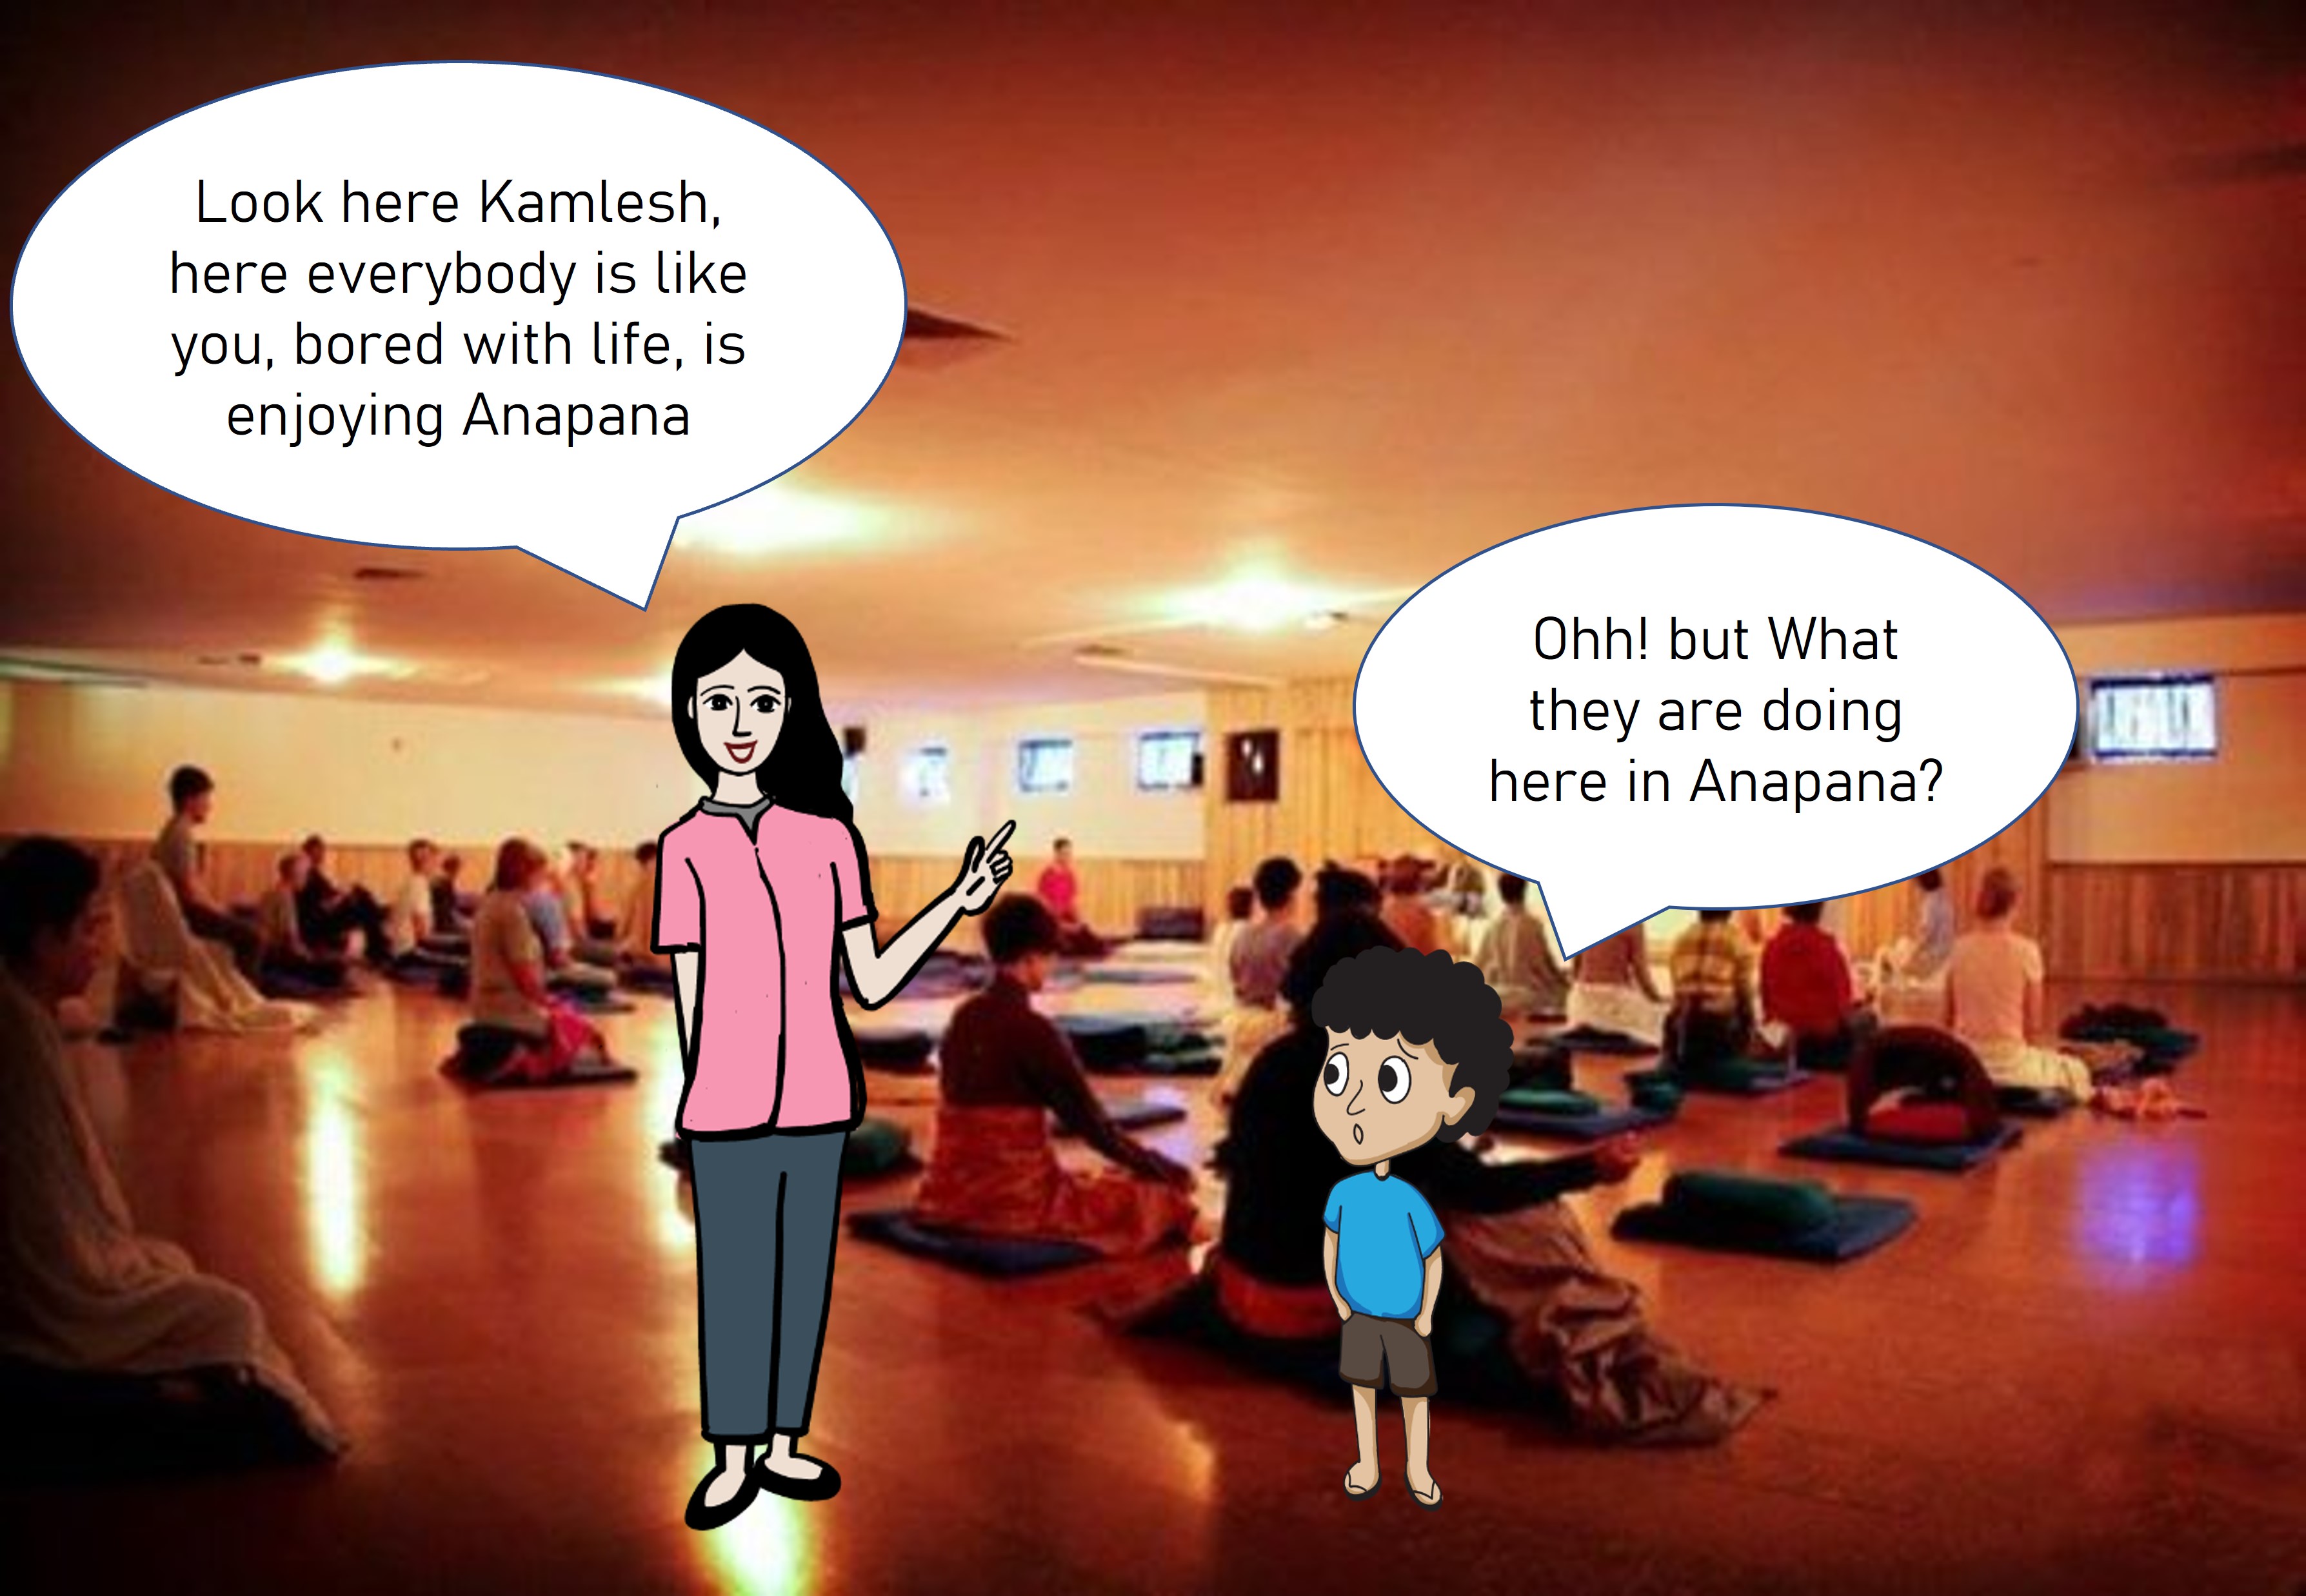 Look here Kamlesh,
here everybody is like
you, bored with life, is
enjoying Anapana
Ohh! but What
they are doing
here in Anapana?